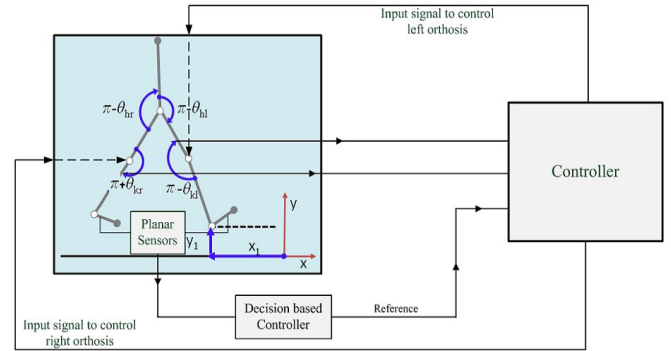 Input signal to control
left orthosis
π-θhr
π-θhl
Controller
π+θkr
π-θkl
y
Planar
Sensors
y1
x1
x
Decision based
Controller
Reference
Input signal to control
right orthosis